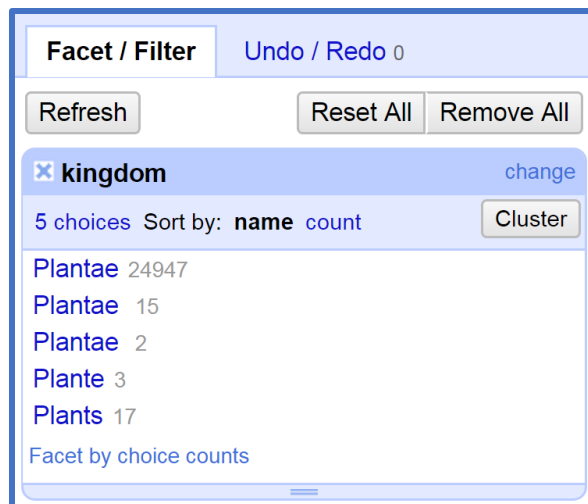 Facet / Filter Undo / Redo 0
Refresh Reset All Remove All
kingdom change
5 choices Sort by: name count Cluster
Plantae 24947
Plantae 15
Plantae 2
Plante 3
Plants 17
Facet by choice counts